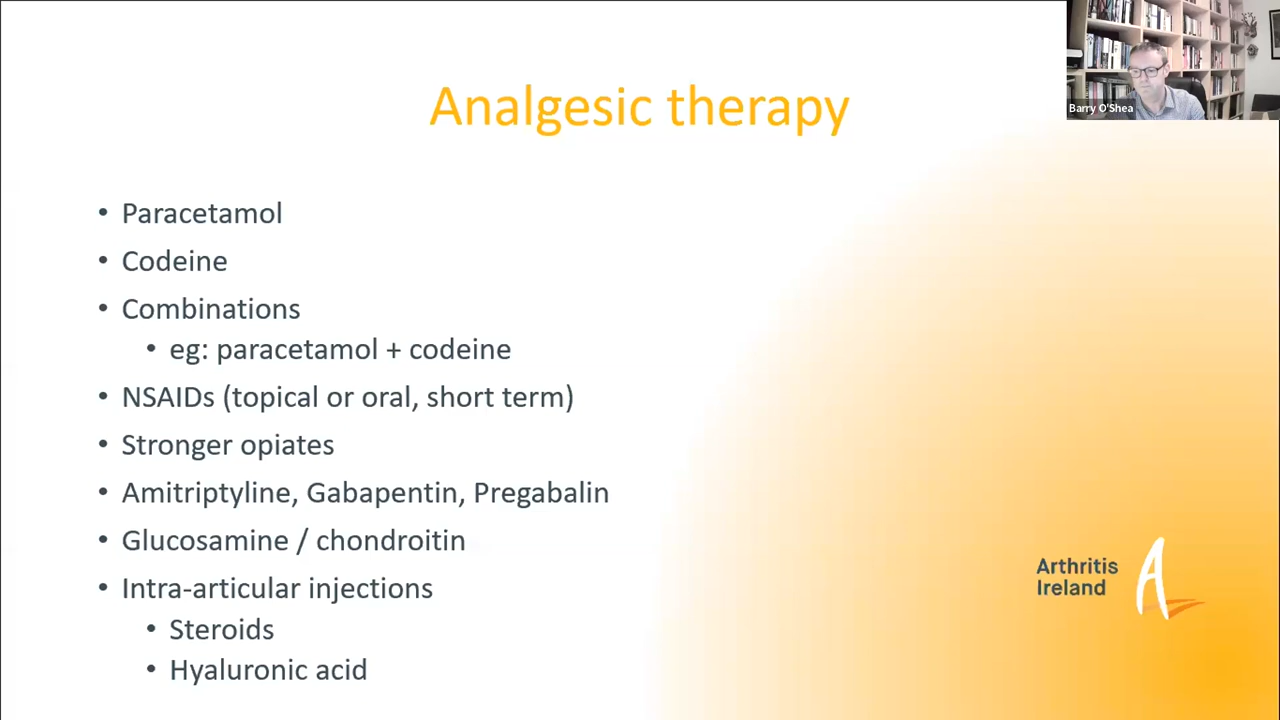 Barry O'Shea
Analgesic therapy
• Paracetamol
• Codeine
• Combinations
• eg: paracetamol + codeine
• NSAIDs (topical or oral, short term)
• Stronger opiates
• Amitriptyline, Gabapentin, Pregabalin
• Glucosamine / chondroitin
• Intra-articular injections
• Steroids
• Hyaluronic acid
Arthritis
Ireland